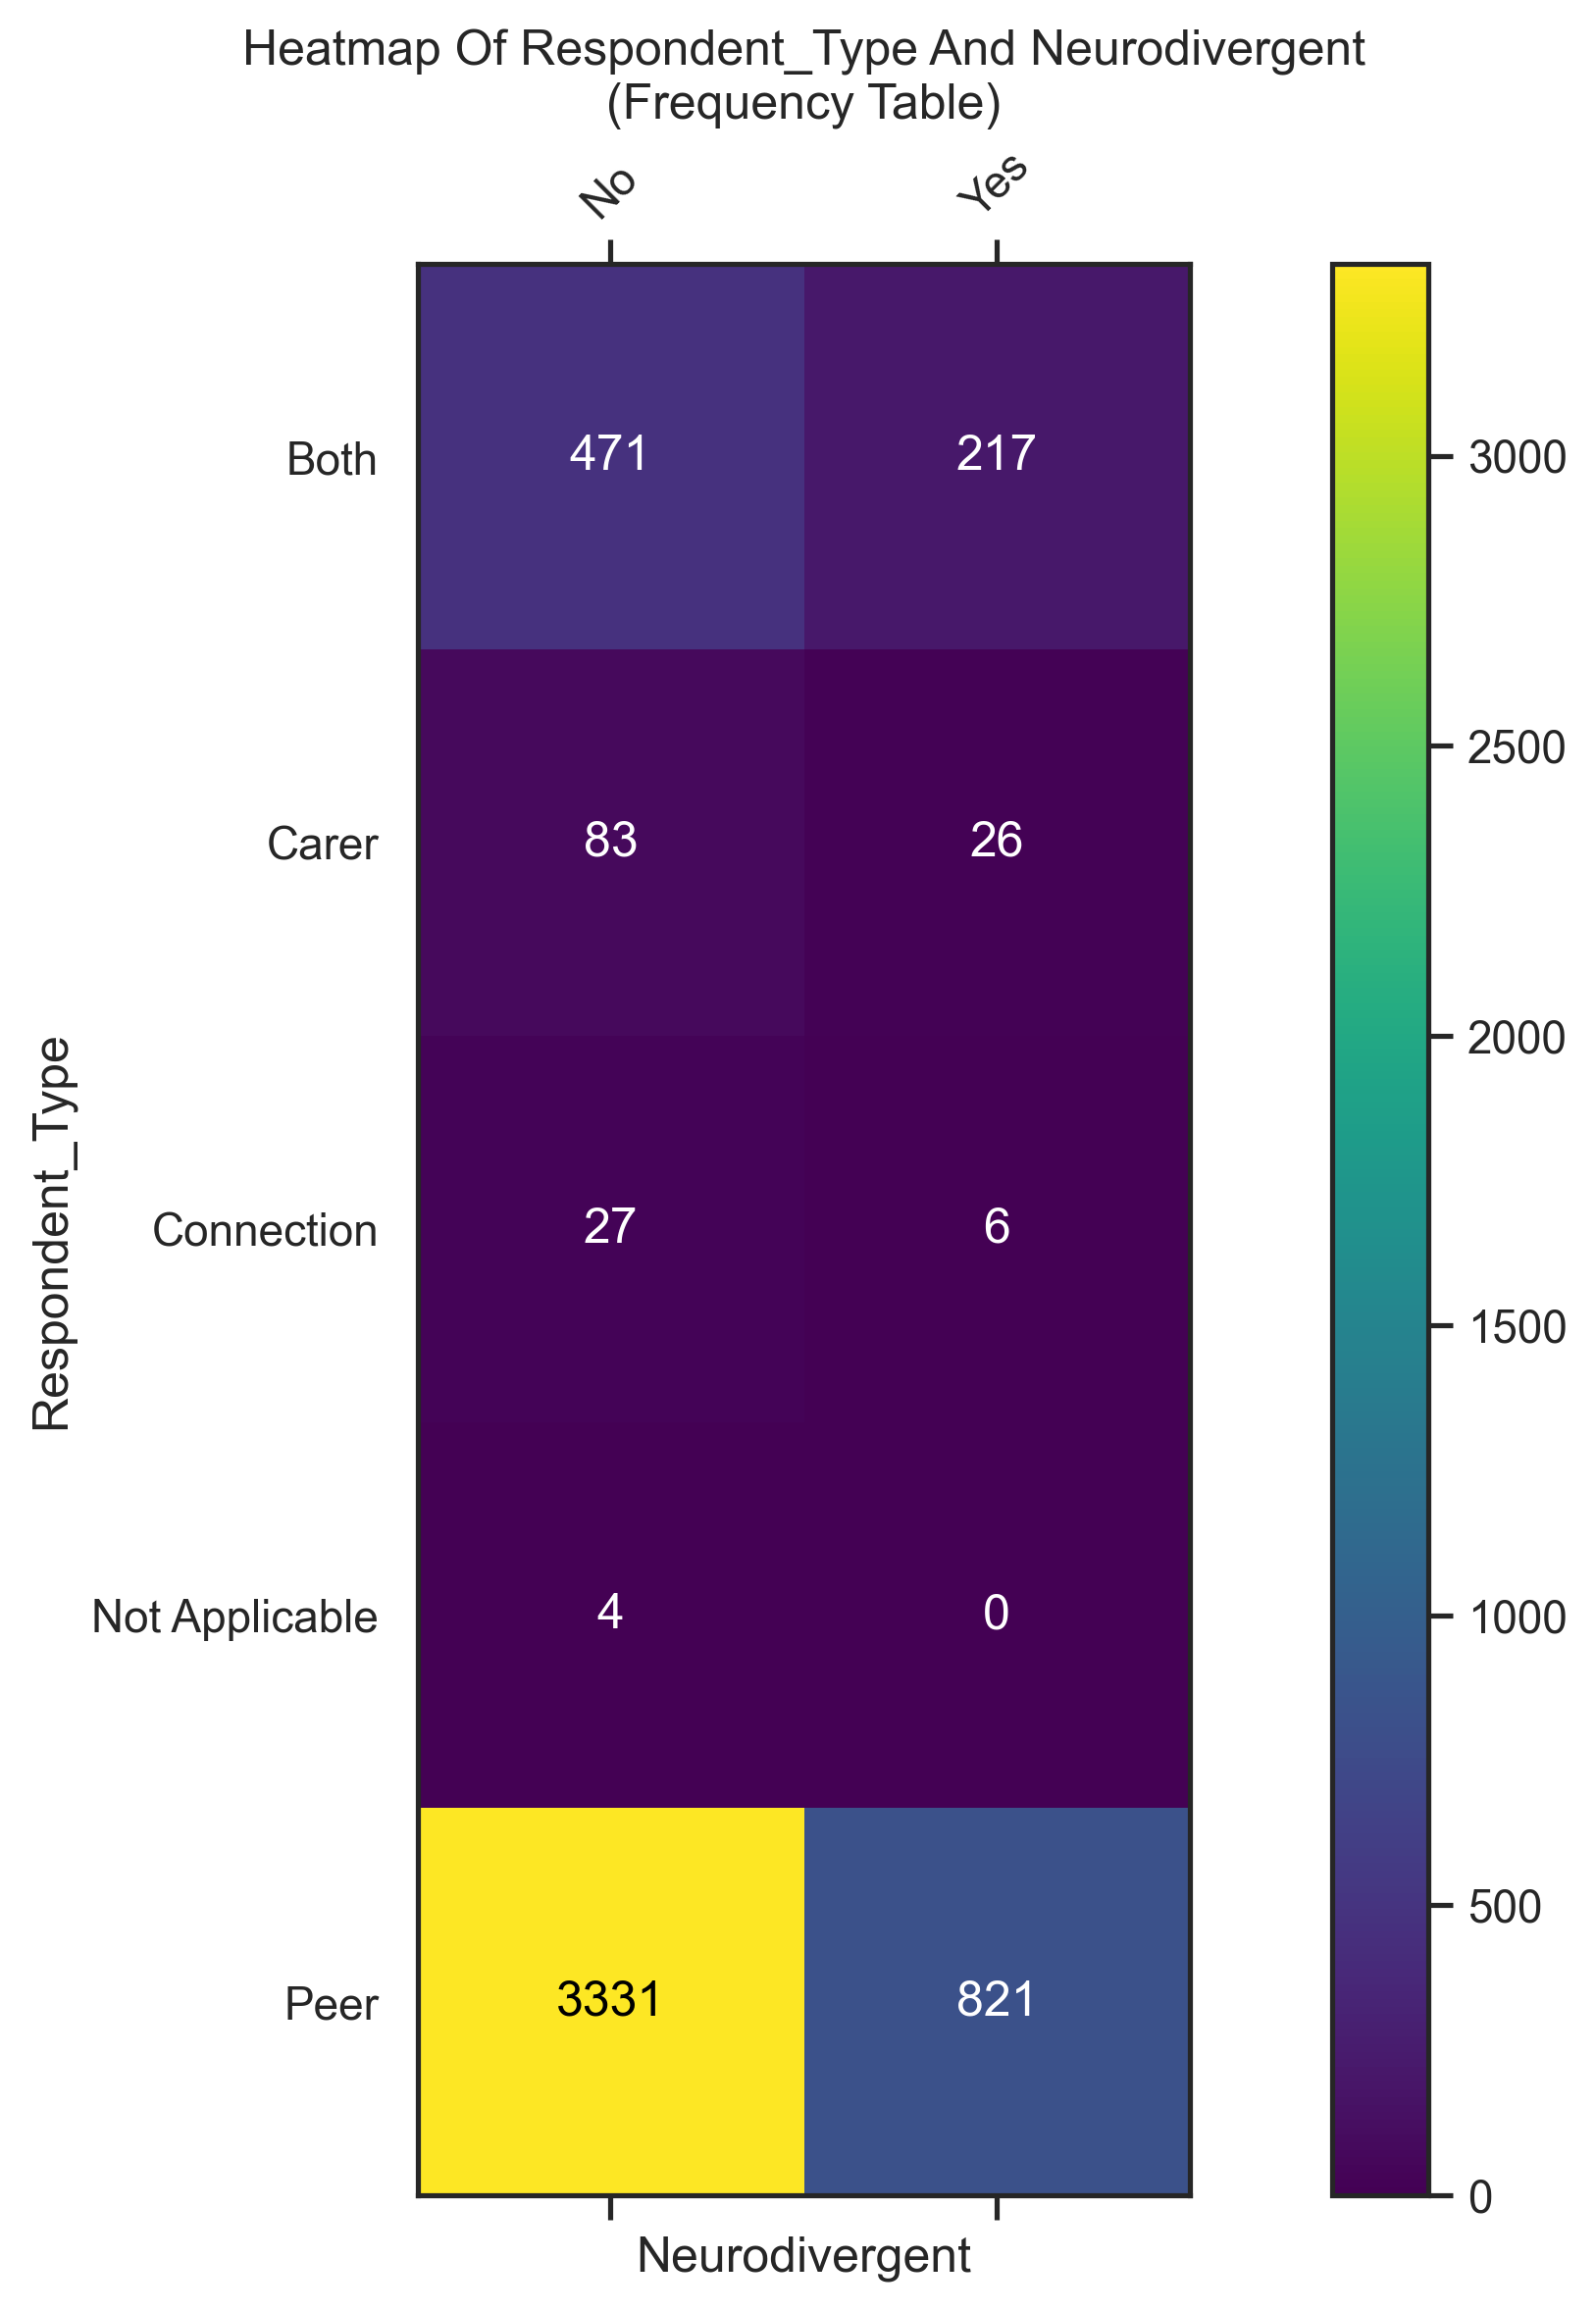 Heatmap Of Respondent_Type And Neurodivergent
(Frequency Table)
No Yes
Both 471 217 3000
Carer 83 26 2500
2000
Respondent_Type
Connection 27 6 1500
Not Applicable 4 0 1000
500
Peer 3331 821
0
Neurodivergent